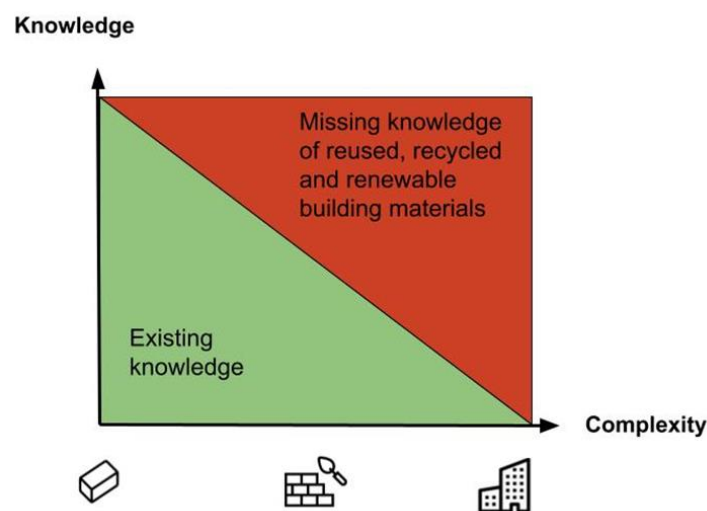 Knowledge
Missing knowledge
of reused, recycled
and renewable
building materials
Existing
knowledge
Complexity